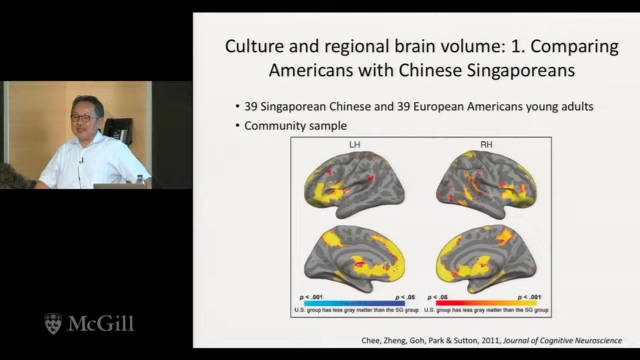 Culture and regional brain volume: 1. Comparing
Americans with Chinese Singaporeans
• 39 Singaporean Chinese and 39 European Americans young adults
• Community sample
LH
RH
p < .001
p < .05
U.S. group has less gray matter than the SG group
p < .05
p < .001
U.S. group has less gray matter than the SG group
Chee, Zheng, Goh, Park & Sutton, 2011, Journal of Cognitive Neuroscience
McGill